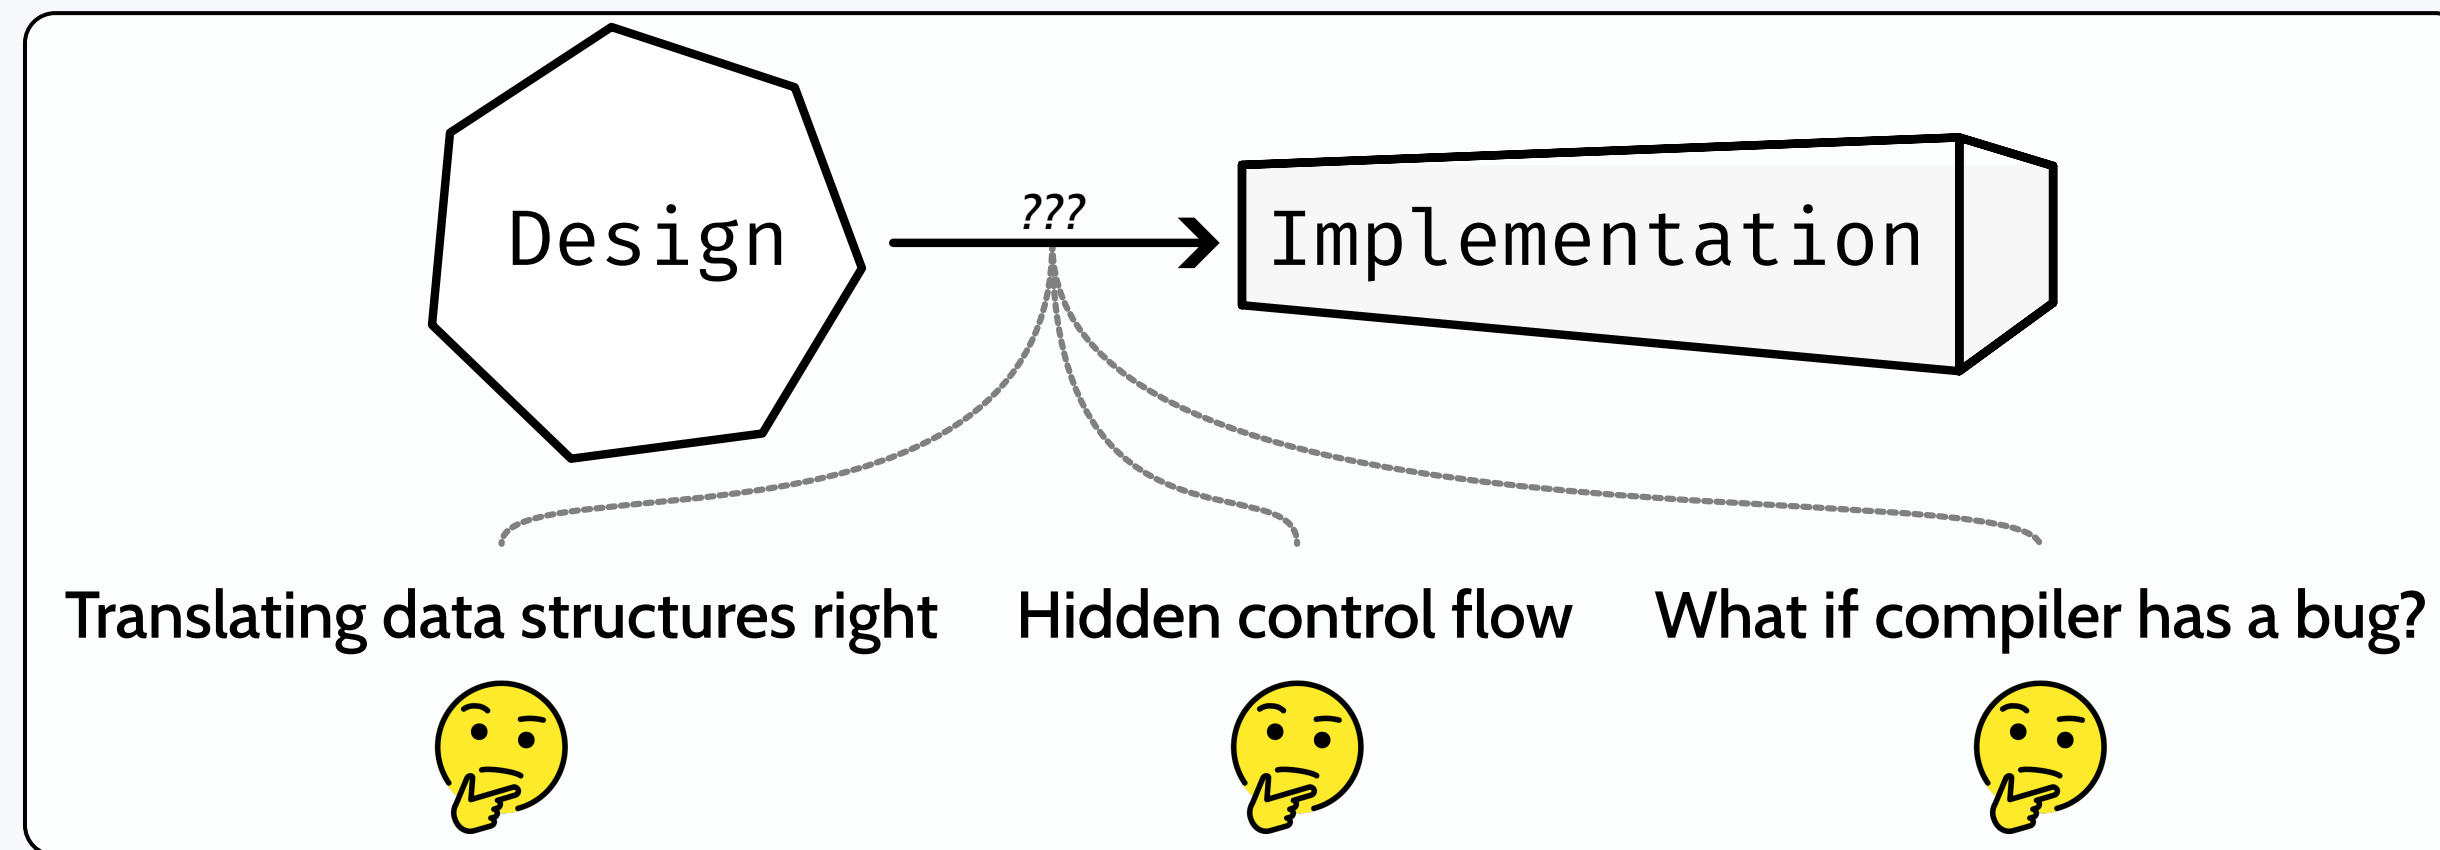 Design
???
Implementation
Translating data structures right
Hidden control flow
What if compiler has a bug?